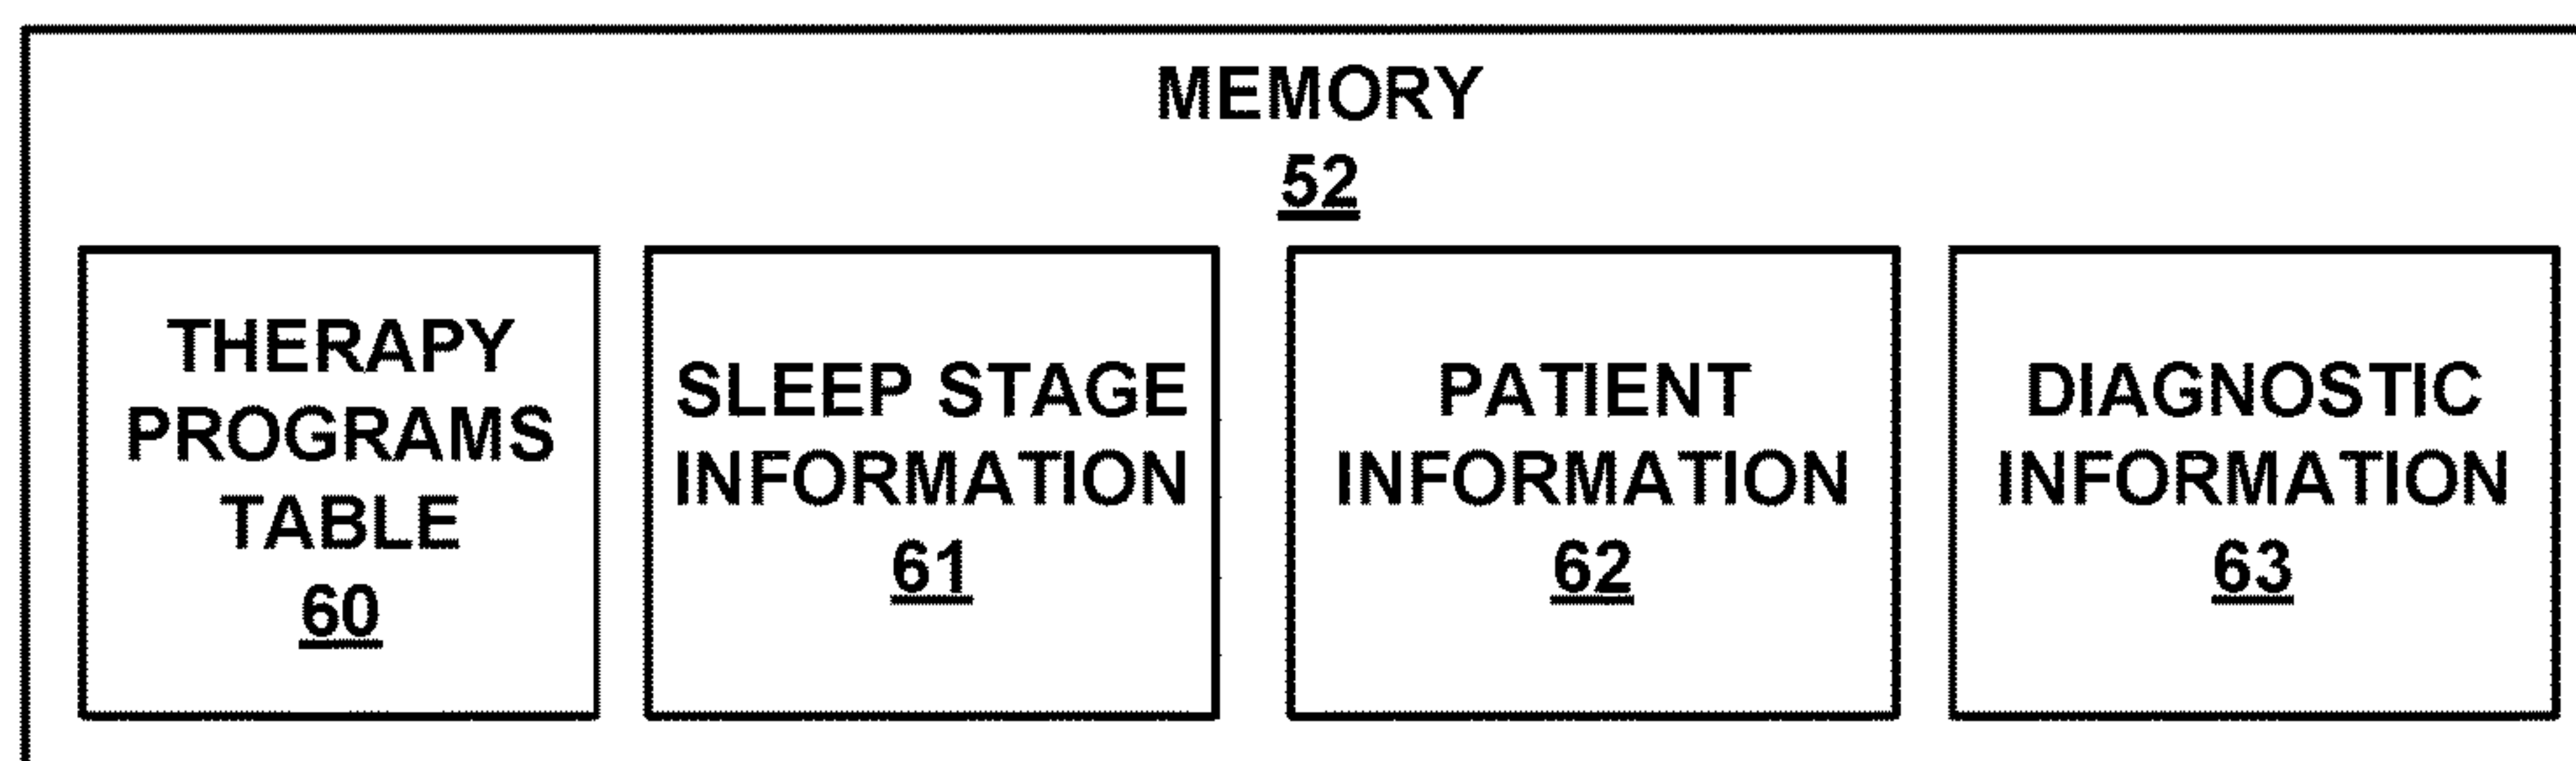 MEMORY
52
THERAPY
PROGRAMS
TABLE
60
SLEEP STAGE
INFORMATION
61
PATIENT
INFORMATION
62
DIAGNOSTIC
INFORMATION
63